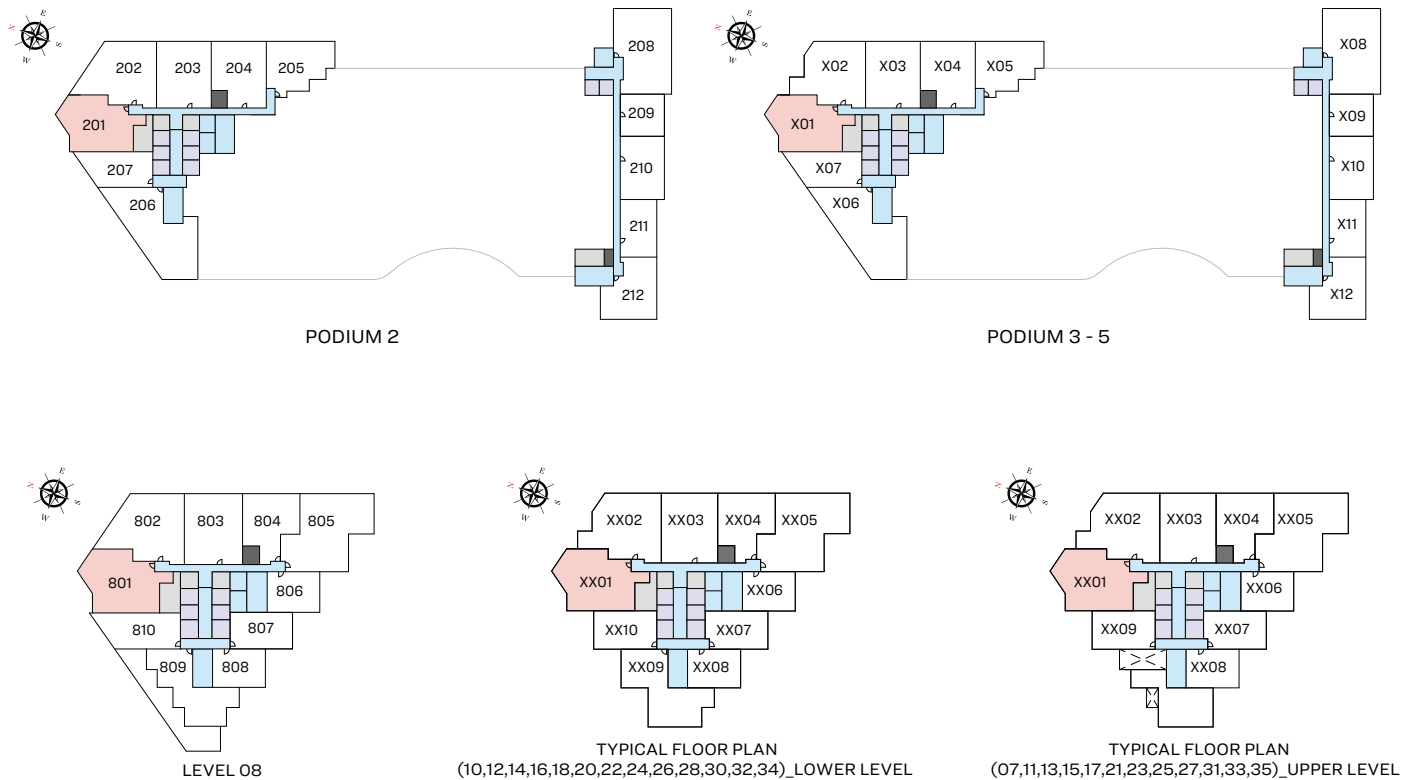 E
N
S
W
202 203 204 205
208
201
209
207
210
206
211
212
PODIUM 2
E
N
S
W
X02 X03 X04 X05
X08
X01
X09
X07
X10
X06
X11
X12
PODIUM 3 - 5
E
N
S
W
802 803 804 805
801
806
810 807
809 808
LEVEL 08
E
N
S
W
XX02 XX03 XX04 XX05
XX01
XX06
XX10 XX07
XX09 XX08
TYPICAL FLOOR PLAN
(10,12,14,16,18,20,22,24,26,28,30,32,34)_LOWER LEVEL
E
N
S
W
XX02 XX03 XX04 XX05
XX01
XX06
XX09 XX07
XX08
TYPICAL FLOOR PLAN
(07,11,13,15,17,21,23,25,27,31,33,35)_UPPER LEVEL